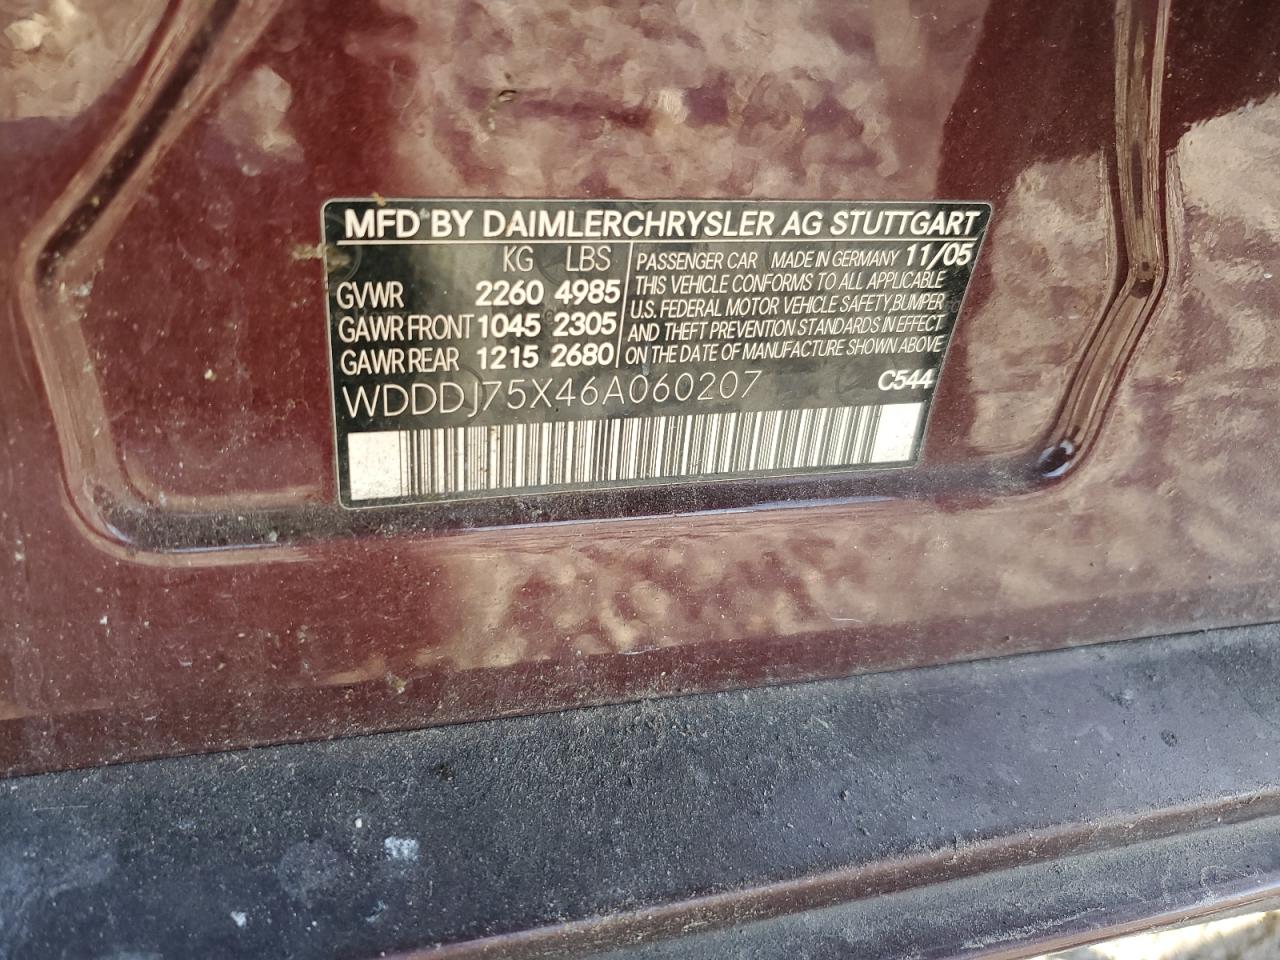 MFD BY DAIMLERCHRYSLER AG STUTTGART
KG LBS
GVWR 2260 4985
GAWR FRONT 1045 2305
GAWR REAR 1215 2680
PASSENGER CAR MADE IN GERMANY 11/05
THIS VEHICLE CONFORMS TO ALL APPLICABLE
U.S. FEDERAL MOTOR VEHICLE SAFETY,BUMPER
AND THEFT PREVENTION STANDARDS IN EFFECT
ON THE DATE OF MANUFACTURE SHOWN ABOVE
WDDDJ75X46A060207 C544